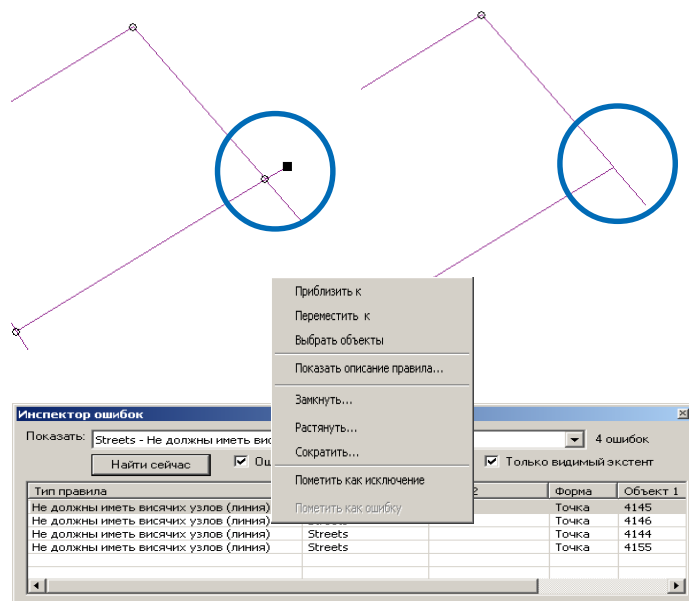 Приблизить к
Переместить к
Выбрать объекты
Показать описание правила...
Замкнуть...
Растянуть...
Сократить...
Пометить как исключение
Пометить как ошибку
Инспектор ошибок
Показать: Streets - Не должны иметь 4 ошибок
Найти сейчас Только видимый экстент
Тип правила 2 Форма Объект 1
Не должны иметь висячих узлов (линия) Точка 4145
Не должны иметь висячих узлов (линия) Streets Точка 4146
Не должны иметь висячих узлов (линия) Streets Точка 4144
Не должны иметь висячих узлов (линия) Streets Точка 4155